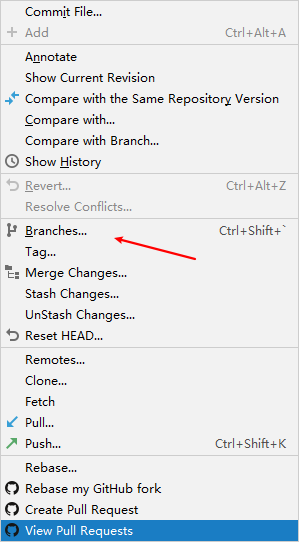 Commit File...
Add Ctrl+Alt+A
Annotate
Show Current Revision
Compare with the Same Repository Version
Compare with...
Compare with Branch...
Show History
Revert... Ctrl+Alt+Z
Resolve Conflicts...
Branches... Ctrl+Shift+`
Tag...
Merge Changes...
Stash Changes...
UnStash Changes...
Reset HEAD...
Remotes...
Clone...
Fetch
Pull...
Push... Ctrl+Shift+K
Rebase...
Rebase my GitHub fork
Create Pull Request
View Pull Requests